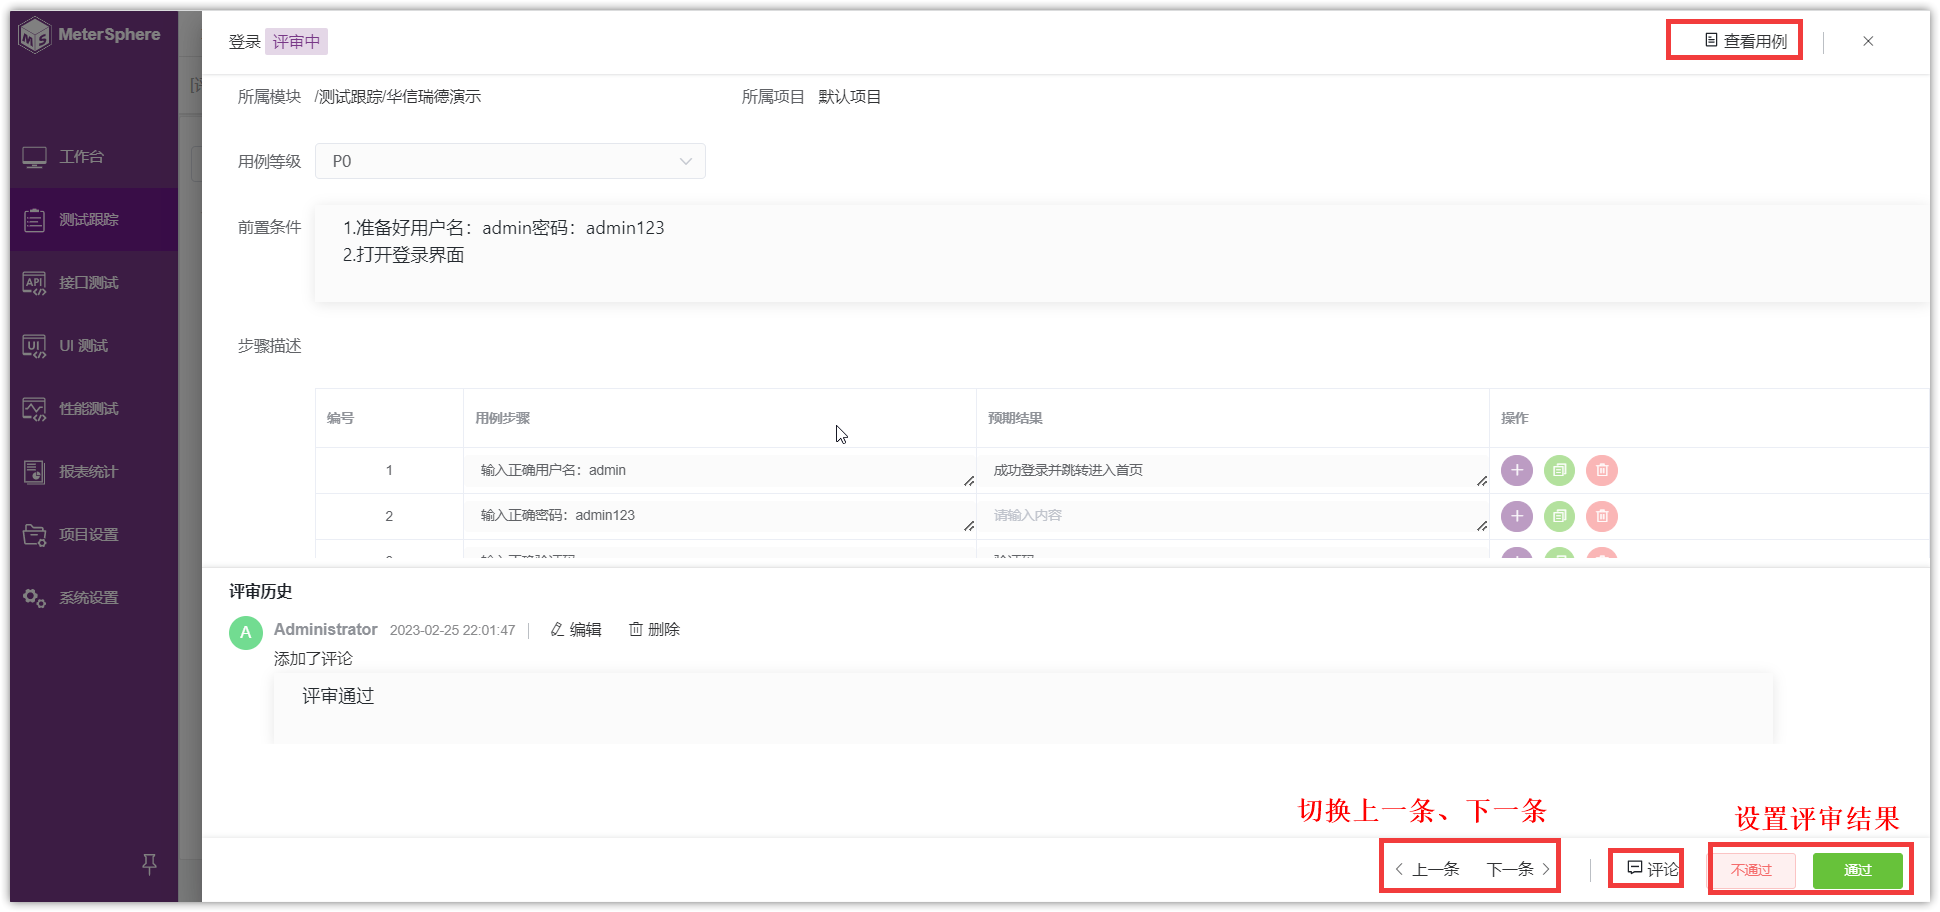 MeterSphere
工作台
测试跟踪
接口测试
UI 测试
性能测试
报表统计
项目设置
系统设置
登录 评审中
查看用例
所属模块 /测试跟踪/华信瑞德演示 所属项目 默认项目
用例等级 P0
前置条件 1.准备好用户名：admin密码：admin123
2.打开登录界面
步骤描述
编号 用例步骤 预期结果 操作
1 输入正确用户名：admin 成功登录并跳转进入首页
2 输入正确密码：admin123 请输入内容
评审历史
A Administrator 2023-02-25 22:01:47 编辑 删除
添加了评论
评审通过
切换上一条、下一条
设置评审结果
上一条 下一条 评论 不通过 通过